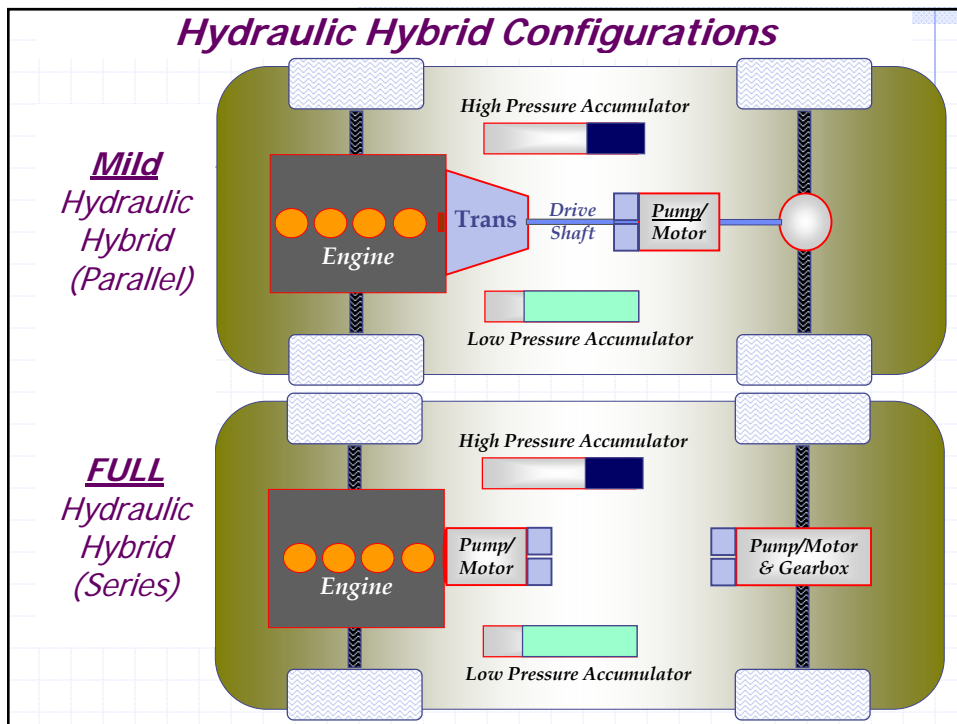 Hydraulic Hybrid Configurations
Mild
Hydraulic
Hybrid
(Parallel)
High Pressure Accumulator
Engine
Trans
Drive
Shaft
Pump/
Motor
Low Pressure Accumulator
FULL
Hydraulic
Hybrid
(Series)
High Pressure Accumulator
Engine
Pump/
Motor
Pump/Motor
& Gearbox
Low Pressure Accumulator